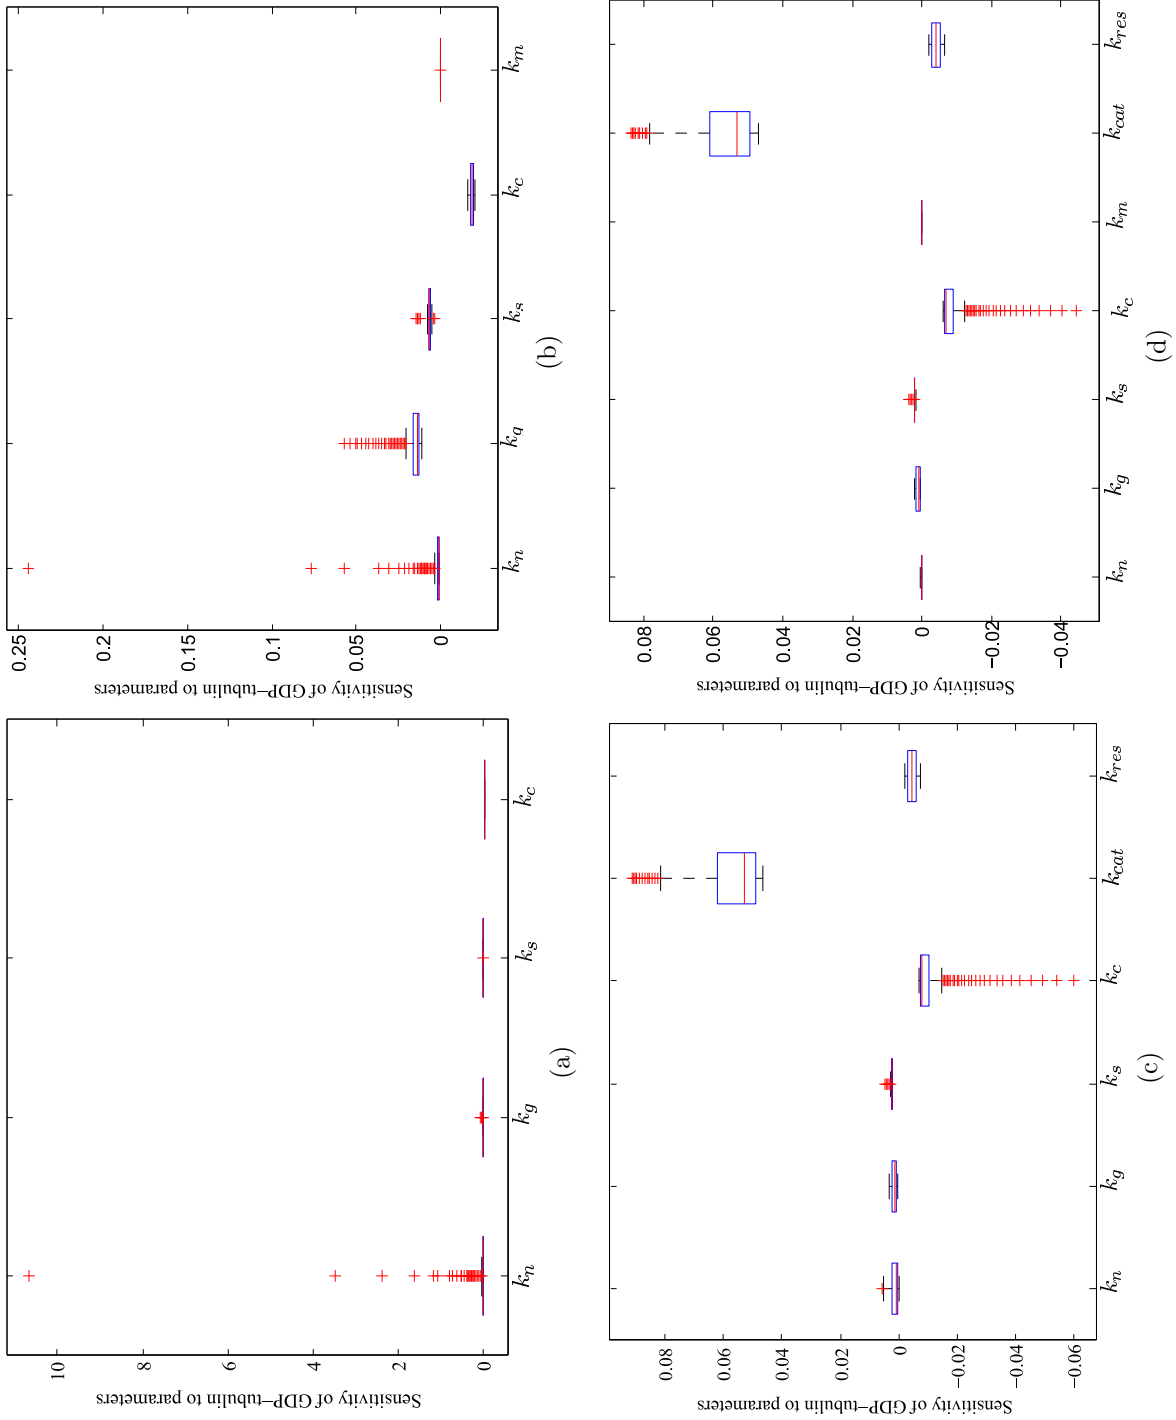 Sensitivity of GDP−tubulin to parameters
10
8
6
4
2
0
k_n k_g k_s k_c
(a)
Sensitivity of GDP−tubulin to parameters
0.25
0.2
0.15
0.1
0.05
0
k_n k_g k_s k_c k_m
(b)
Sensitivity of GDP−tubulin to parameters
0.08
0.06
0.04
0.02
0
−0.02
−0.04
−0.06
k_n k_g k_s k_c k_cat k_res
(c)
Sensitivity of GDP−tubulin to parameters
0.08
0.06
0.04
0.02
0
−0.02
−0.04
k_n k_g k_s k_c k_m k_cat k_res
(d)